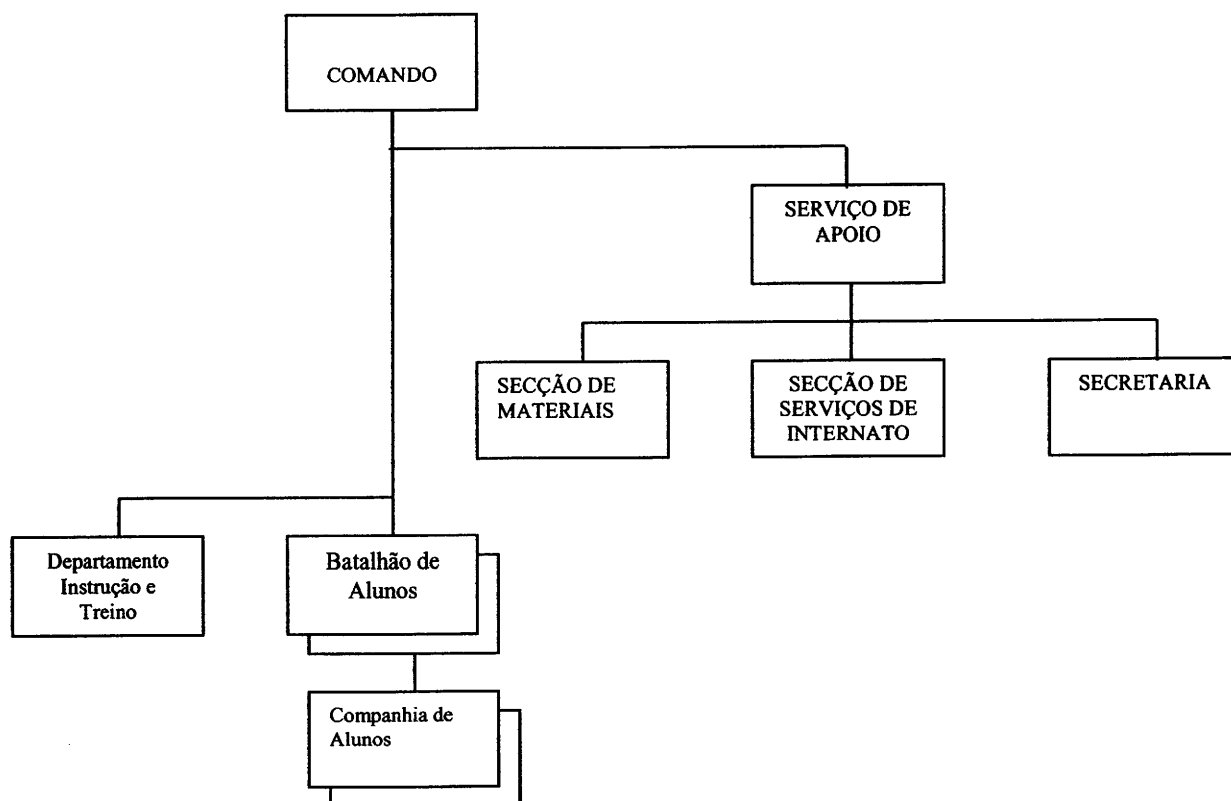 COMANDO
SERVIÇO DE
APOIO
SECÇÃO DE
MATERIAIS
SECÇÃO DE
SERVIÇOS DE
INTERNATO
SECRETARIA
Departamento
Instrução e
Treino
Batalhão de
Alunos
Companhia de
Alunos